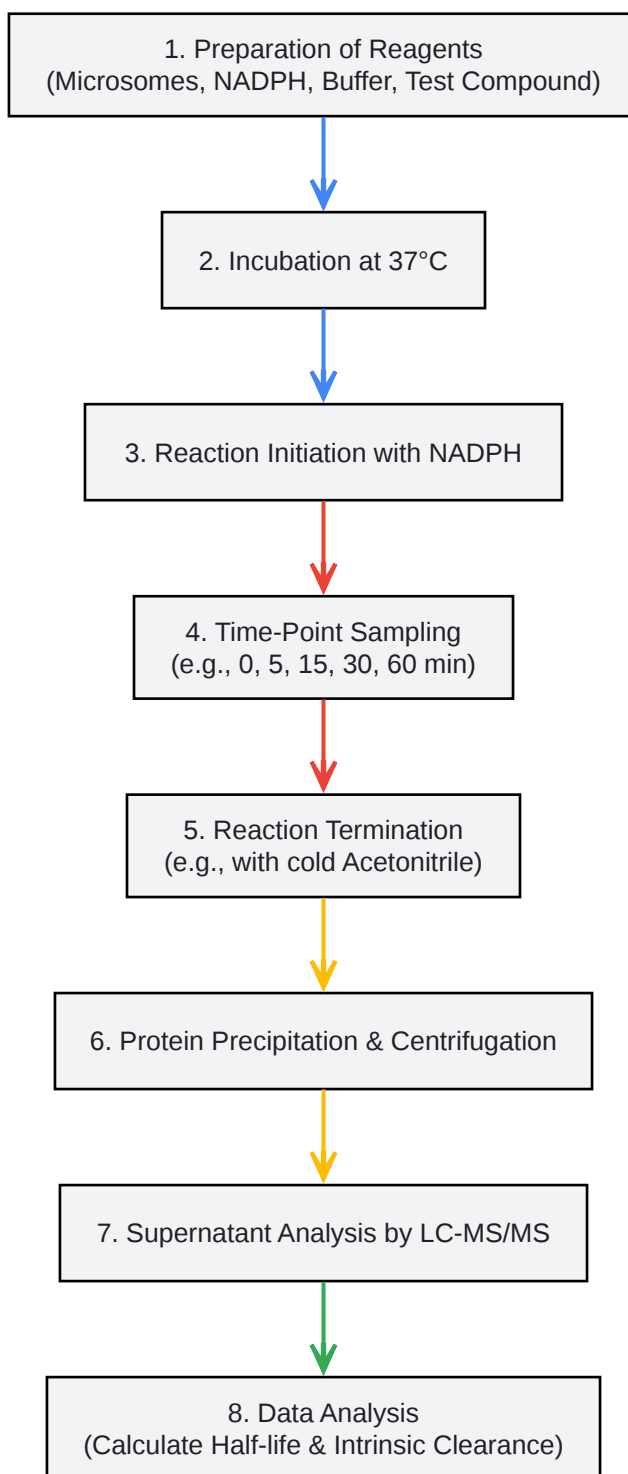 1. Preparation of Reagents
(Microsomes, NADPH, Buffer, Test Compound)
2. Incubation at 37°C
3. Reaction Initiation with NADPH
4. Time-Point Sampling
(e.g., 0, 5, 15, 30, 60 min)
5. Reaction Termination
(e.g., with cold Acetonitrile)
6. Protein Precipitation & Centrifugation
7. Supernatant Analysis by LC-MS/MS
8. Data Analysis
(Calculate Half-life & Intrinsic Clearance)